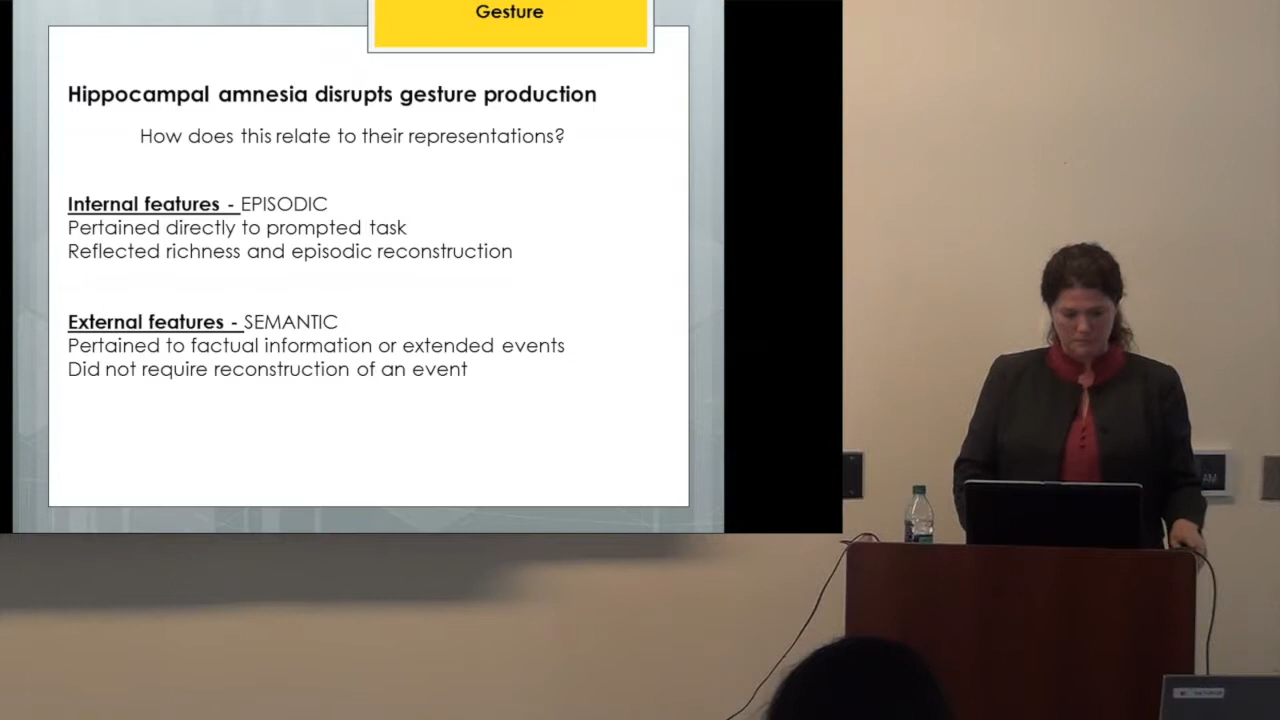 Gesture
Hippocampal amnesia disrupts gesture production
How does this relate to their representations?
Internal features - EPISODIC
Pertained directly to prompted task
Reflected richness and episodic reconstruction
External features - SEMANTIC
Pertained to factual information or extended events
Did not require reconstruction of an event
AM